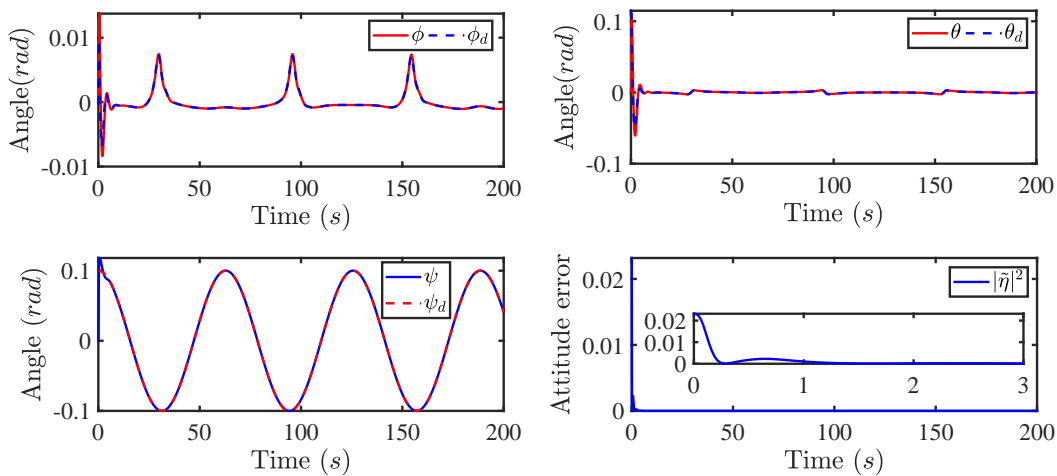 Angle(rad)
0.01
0
-0.01
ϕ ϕ_d
0 50 100 150 200
Time (s)
Angle(rad)
0.1
0
-0.1
θ θ_d
0 50 100 150 200
Time (s)
Angle (rad)
0.1
0
-0.1
ψ
ψ_d
0 50 100 150 200
Time (s)
Attitude error
0.02
0.01
0
|η̃|²
0.02
0.01
0
0 1 2 3
0 50 100 150 200
Time (s)